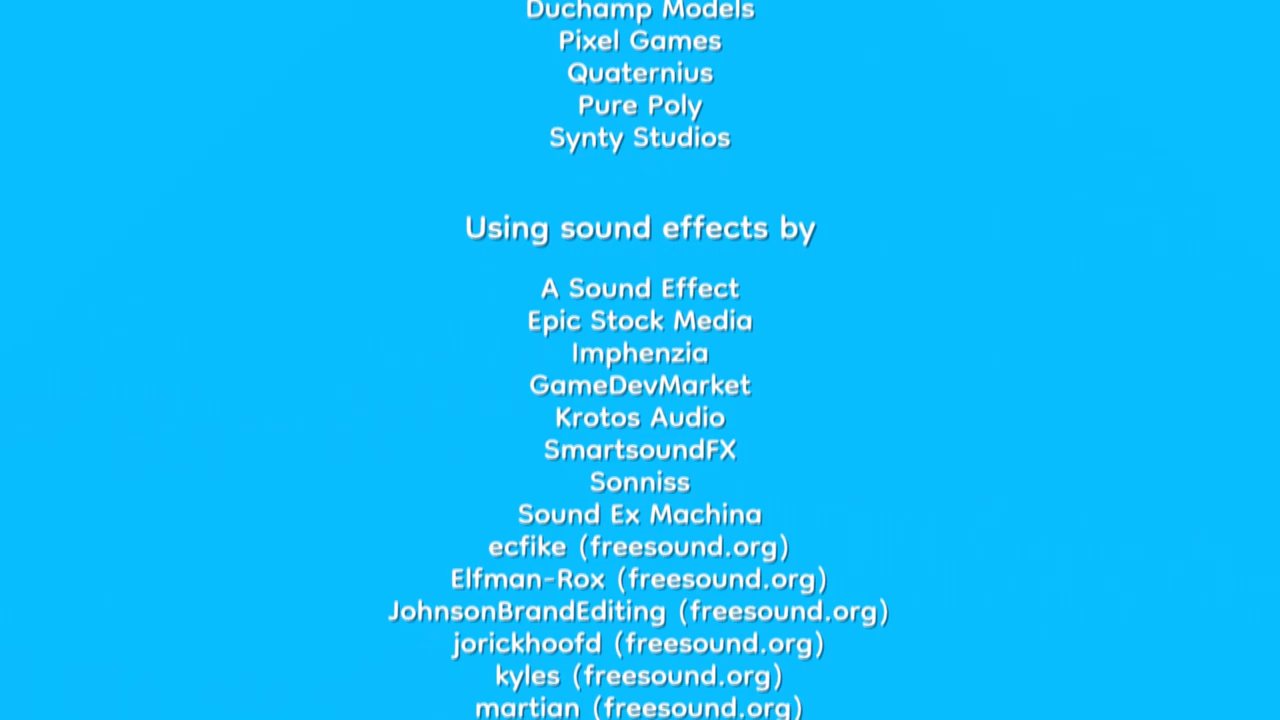 Duchamp Models
Pixel Games
Quaternius
Pure Poly
Synty Studios
Using sound effects by
A Sound Effect
Epic Stock Media
Imphenzia
GameDevMarket
Krotos Audio
SmartsoundFX
Sonniss
Sound Ex Machina
ecfike (freesound.org)
Elfman-Rox (freesound.org)
JohnsonBrandEditing (freesound.org)
jorickhoofd (freesound.org)
kyles (freesound.org)
martian (freesound.org)